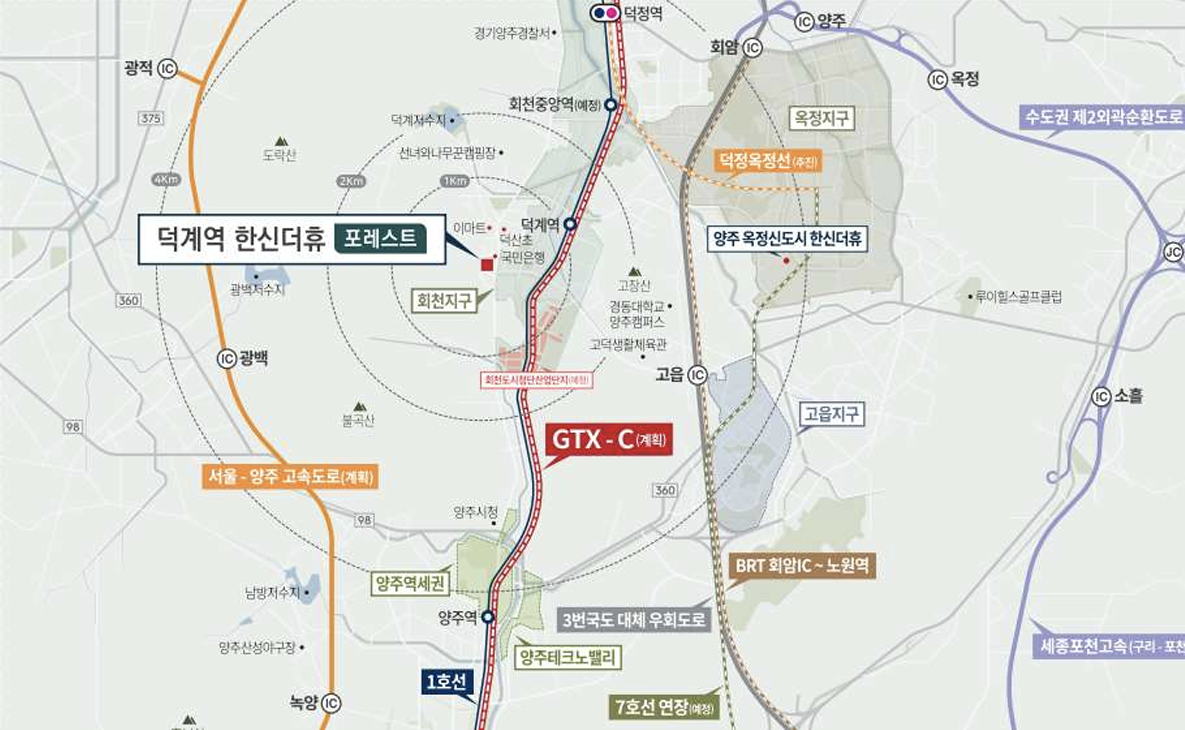 덕정역
양주
IC
경기양주경찰서
회암
IC
광적
IC
옥정
IC
회천중앙역(예정)
375
덕계저수지
옥정지구
수도권 제2외곽순환도로
도락산
선녀와나무꾼캠핑장
덕정옥정선(추진)
4Km
2Km
1Km
이마트
덕계역
덕산초
국민은행
덕계역 한신더휴 포레스트
양주 옥정신도시 한신더휴
JC
광백저수지
360
회천지구
고장산
경동대학교
양주캠퍼스
루이힐스골프클럽
고덕생활체육관
IC
광백
회천도시첨단산업단지(예정)
고읍
IC
IC
소흘
불곡산
고읍지구
98
GTX - C(계획)
서울 - 양주 고속도로(계획)
360
98
양주시청
BRT 회암IC ~ 노원역
양주역세권
남방저수지
양주역
3번국도 대체 우회도로
양주산성야구장
양주테크노밸리
세종포천고속(구리 - 포천
1호선
녹양
IC
7호선 연장(예정)